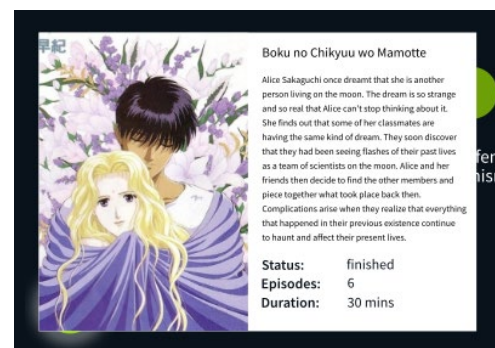 早紀
Boku no Chikyuu wo Mamotte
Alice Sakaguchi once dreamt that she is another
person living on the moon. The dream is so strange
and so real that Alice can't stop thinking about it.
She finds out that some of her classmates are
having the same kind of dream. They soon discover
that they had been seeing flashes of their past lives
as a team of scientists on the moon. Alice and her
friends then decide to find the other members and
piece together what took place back then.
Complications arise when they realize that everything
that happened in their previous existence continue
to haunt and affect their present lives.
Status: finished
Episodes: 6
Duration: 30 mins